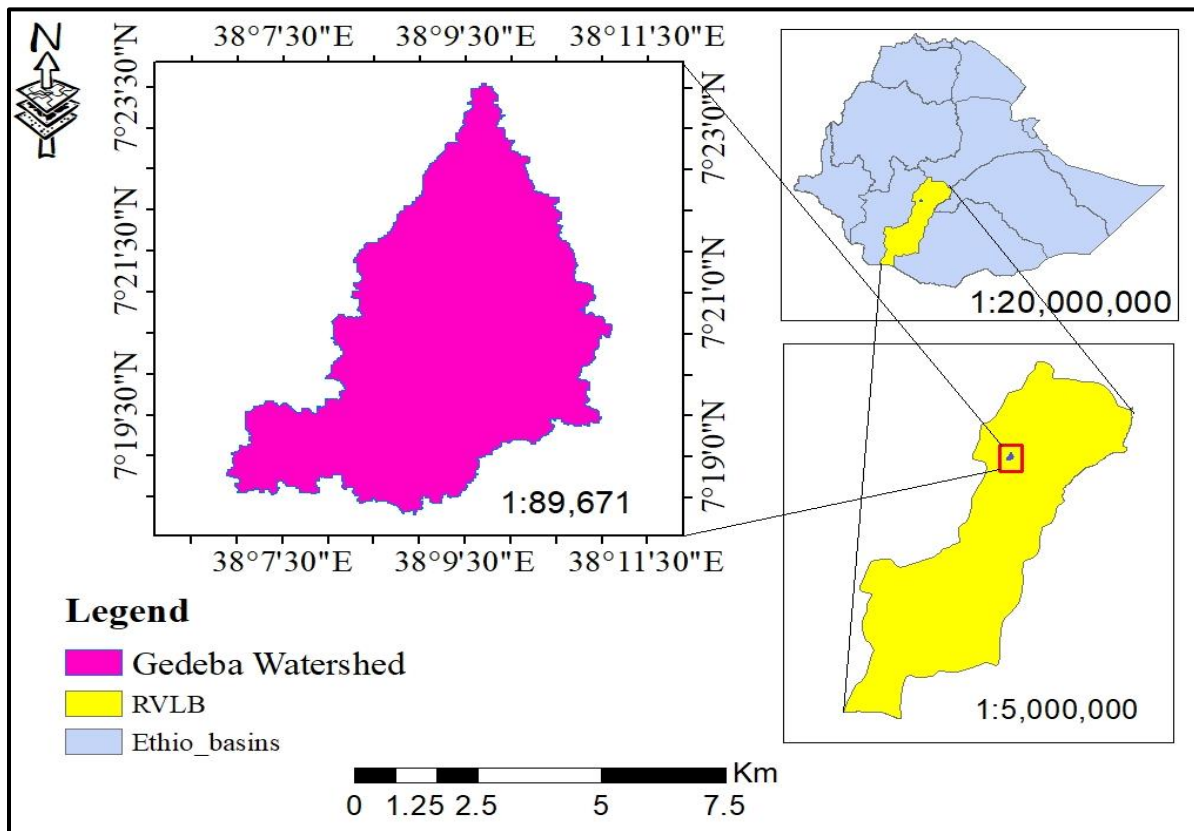 N
38°7'30"E 38°9'30"E 38°11'30"E
7°23'30"N
7°21'30"N
7°19'30"N
7°23'0"N
7°21'0"N
7°19'0"N
1:89,671
38°7'30"E 38°9'30"E 38°11'30"E
1:20,000,000
1:5,000,000
Legend
Gedeba Watershed
RVLB
Ethio_basins
Km
0 1.25 2.5 5 7.5